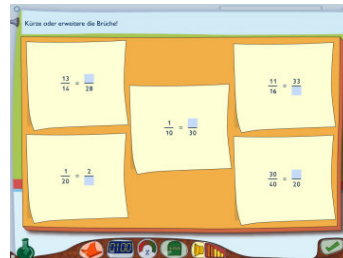 Kürze oder erweitere die Brüche!
13/14 = /28
11/16 = 33/
1/10 = /30
1/20 = 2/
30/40 = /20
0100